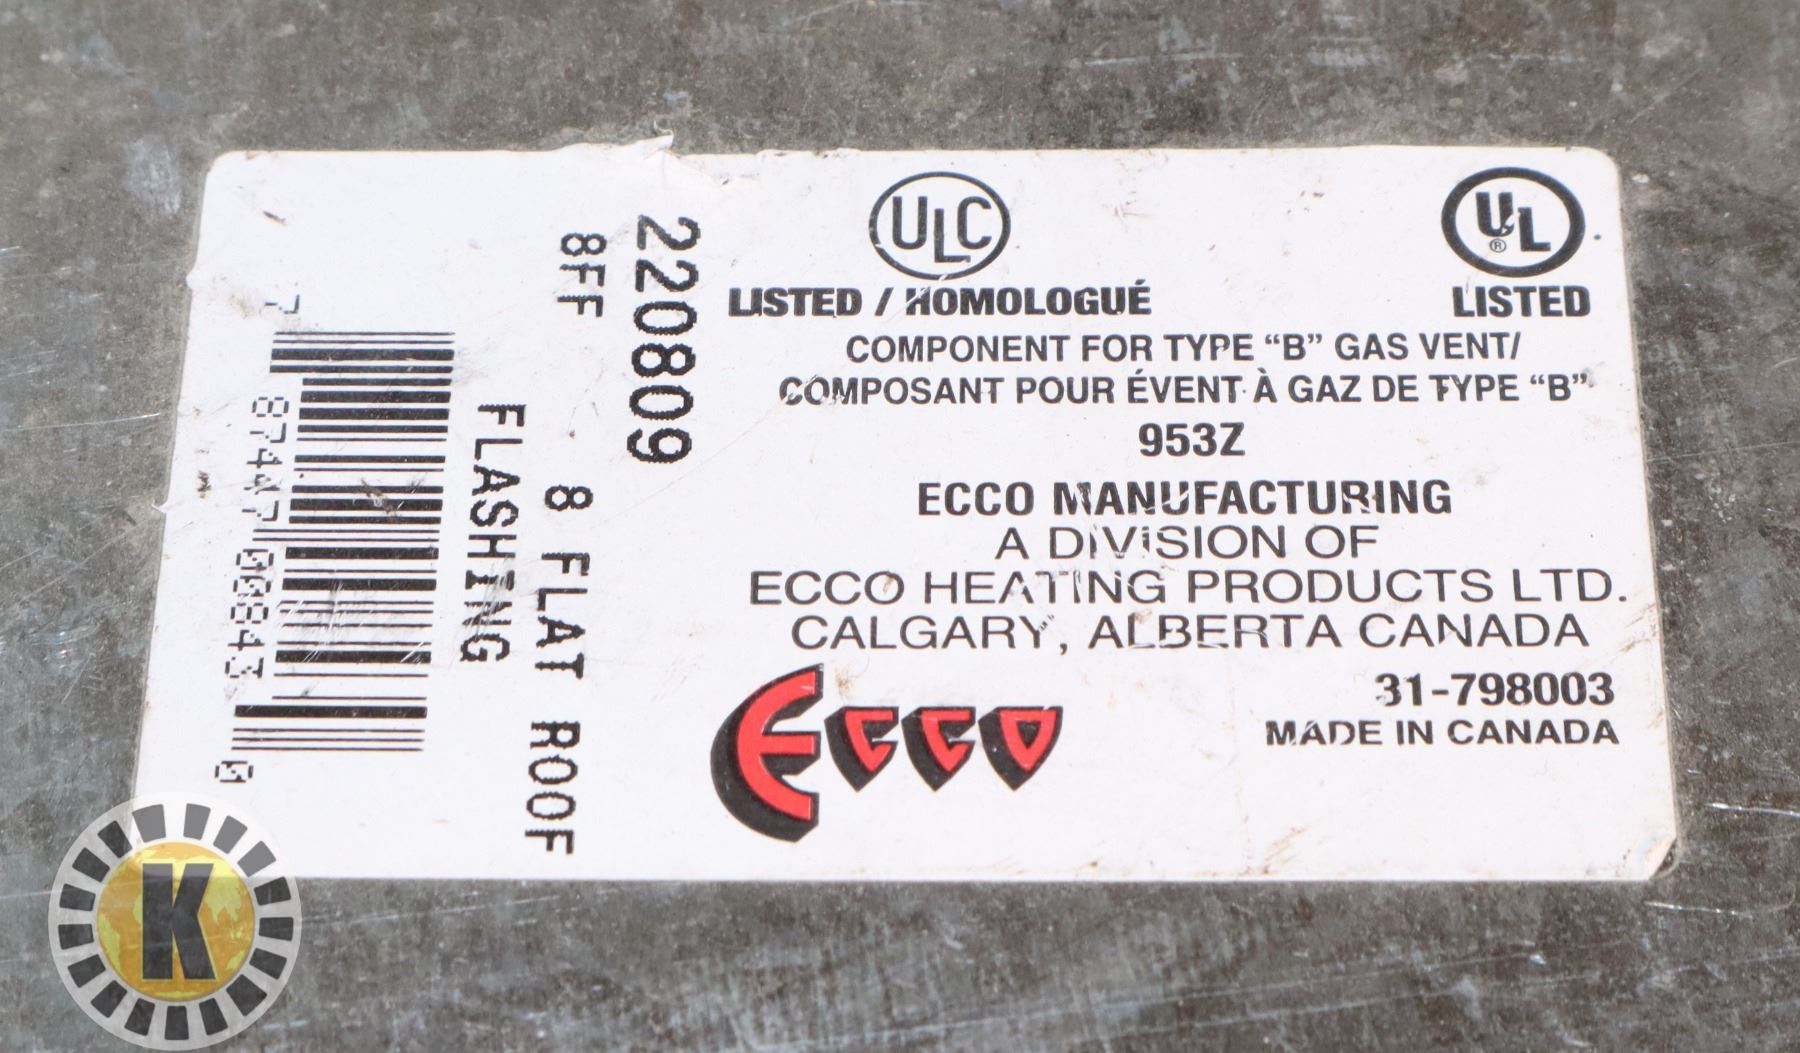 ULC
UL®
LISTED / HOMOLOGUÉ
LISTED
COMPONENT FOR TYPE “B” GAS VENT/
COMPOSANT POUR ÉVENT À GAZ DE TYPE “B”
953Z
ECCO MANUFACTURING
A DIVISION OF
ECCO HEATING PRODUCTS LTD.
CALGARY, ALBERTA CANADA
31-798003
MADE IN CANADA
ECCO
220809
8FF 8 FLAT ROOF
FLASHING
7 87447 00843 0
K